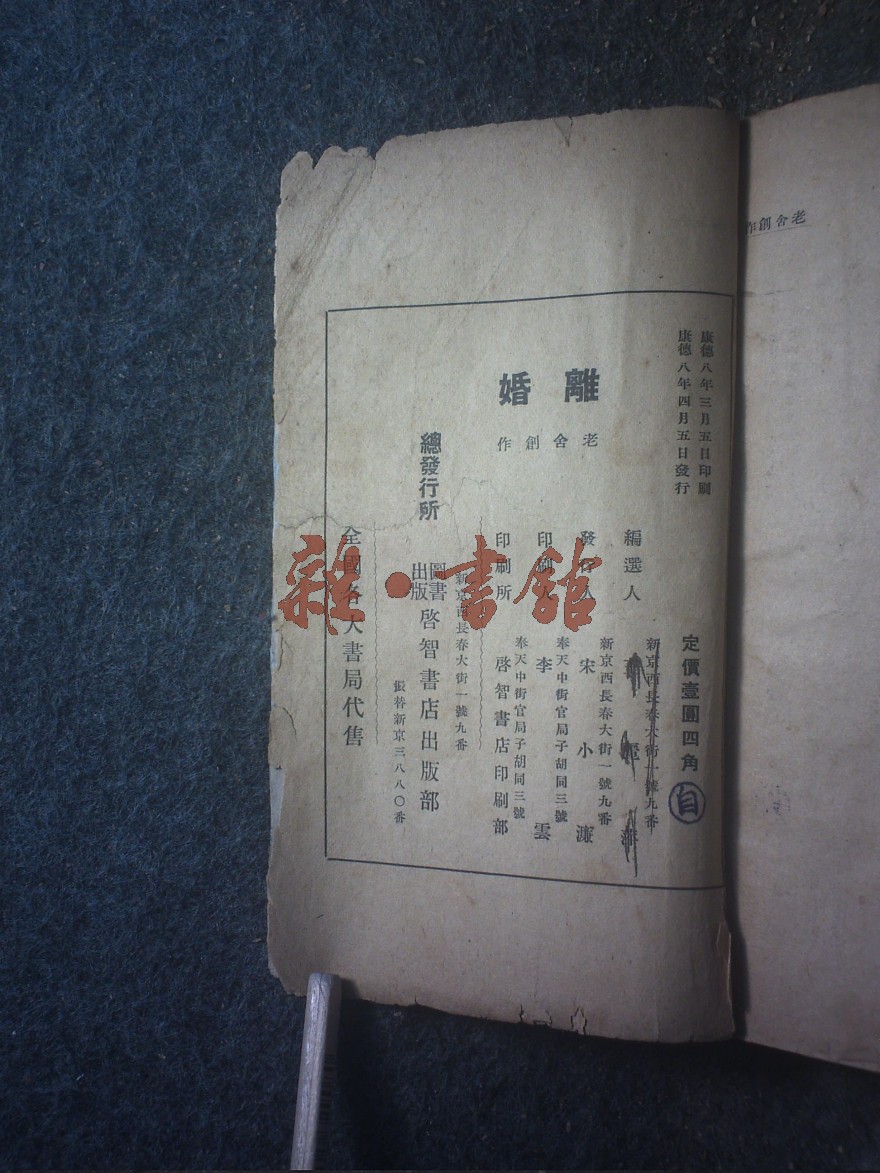 老舍創作
康德八年三月五日印刷
康德八年四月五日發行
定價壹圓四角
自
離婚
老舍創作
編選人
新京西長春大街一號九番
發行人 宋小濂
新京西長春大街一號九番
印刷人 李雲
奉天中街官局子胡同三號
印刷所 啓智書店印刷部
奉天中街官局子胡同三號
總發行所
新京西長春大街一號九番
圖書出版 啓智書店出版部
振替新京三八八〇番
全國各大書局代售
雜·書館